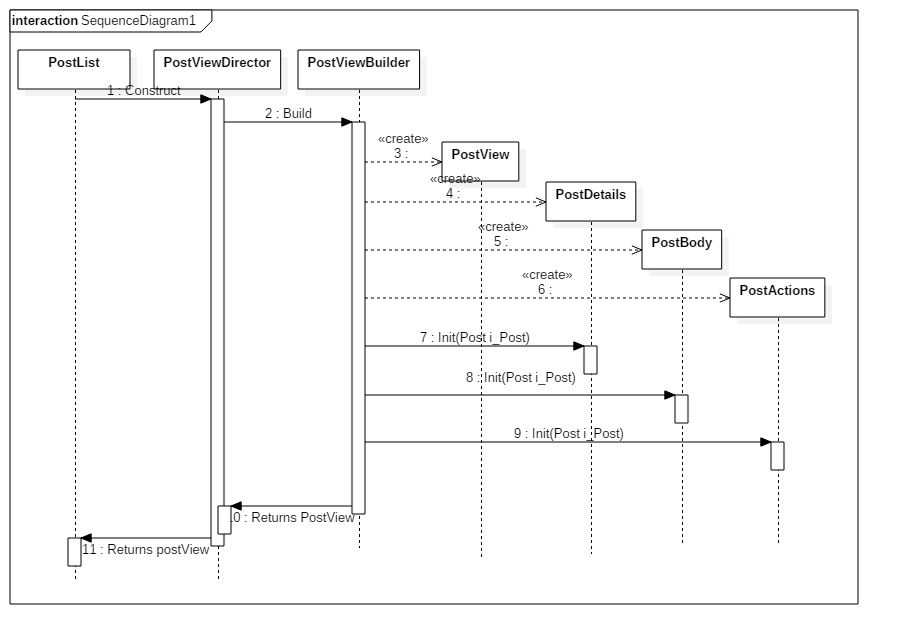 interaction SequenceDiagram1
PostList
PostViewDirector
PostViewBuilder
1 : Construct
2 : Build
«create»
3 :
PostView
«create»
4 :
PostDetails
«create»
5 :
PostBody
«create»
6 :
PostActions
7 : Init(Post i_Post)
8 : Init(Post i_Post)
9 : Init(Post i_Post)
10 : Returns PostView
11 : Returns postView